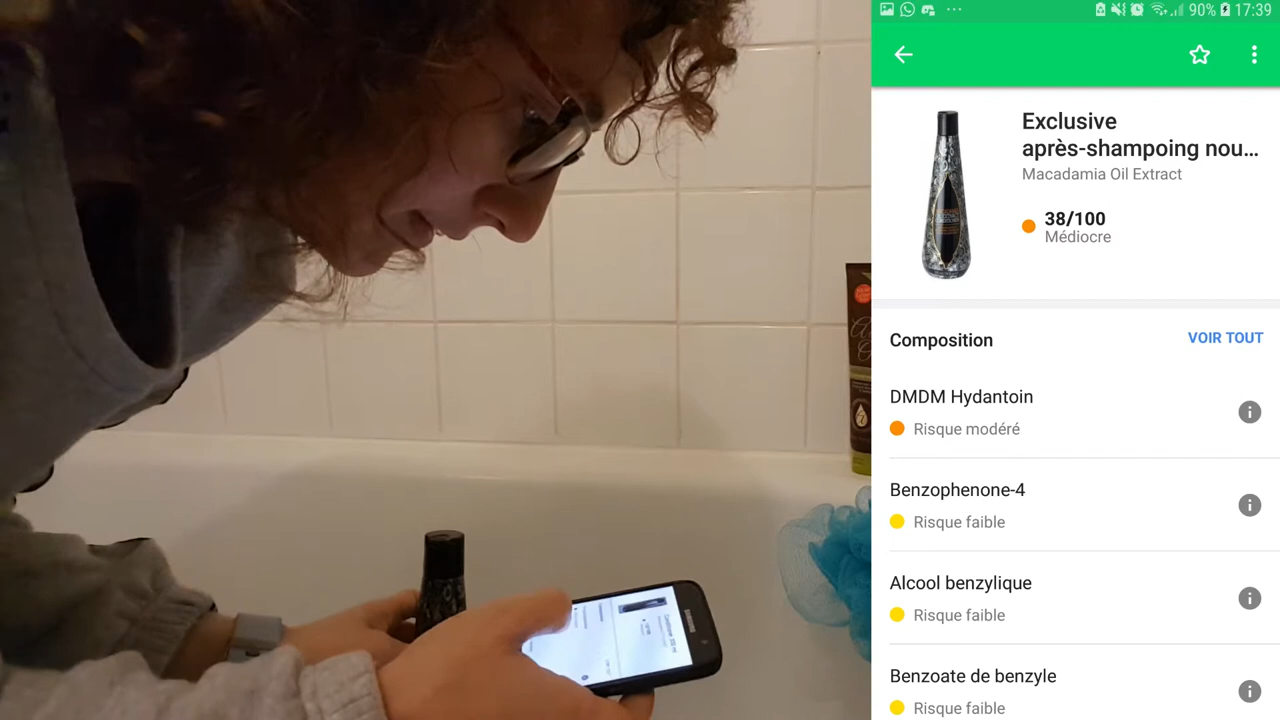 90% 17:39
Exclusive
après-shampoing nou...
Macadamia Oil Extract
38/100
Médiocre
Composition
VOIR TOUT
DMDM Hydantoin
Risque modéré
Benzophenone-4
Risque faible
Alcool benzylique
Risque faible
Benzoate de benzyle
Risque faible
SAMSUNG